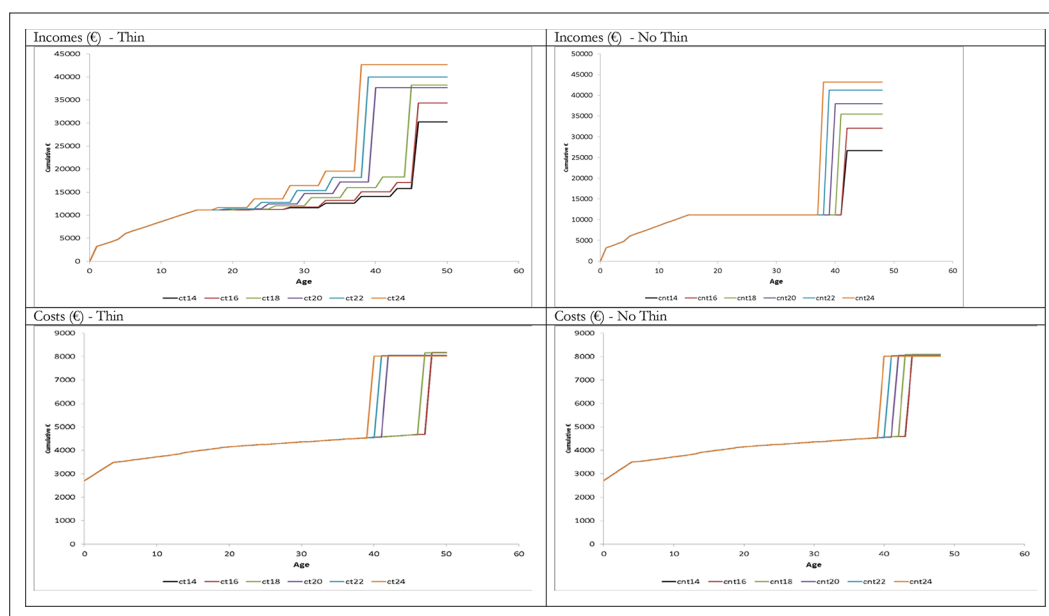 Incomes (€) - Thin
45000
40000
35000
30000
25000
20000
15000
10000
5000
0
Cumulative €
0 10 20 30 40 50 60
Age
ct14 ct16 ct18 ct20 ct22 ct24
Incomes (€) - No Thin
50000
45000
40000
35000
30000
25000
20000
15000
10000
5000
0
Cumulative €
0 10 20 30 40 50 60
Age
cnt14 cnt16 cnt18 cnt20 cnt22 cnt24
Costs (€) - Thin
9000
8000
7000
6000
5000
4000
3000
2000
1000
0
Cumulative €
0 10 20 30 40 50 60
Age
ct14 ct16 ct18 ct20 ct22 ct24
Costs (€) - No Thin
9000
8000
7000
6000
5000
4000
3000
2000
1000
0
Cumulative €
0 10 20 30 40 50 60
Age
cnt14 cnt16 cnt18 cnt20 cnt22 cnt24